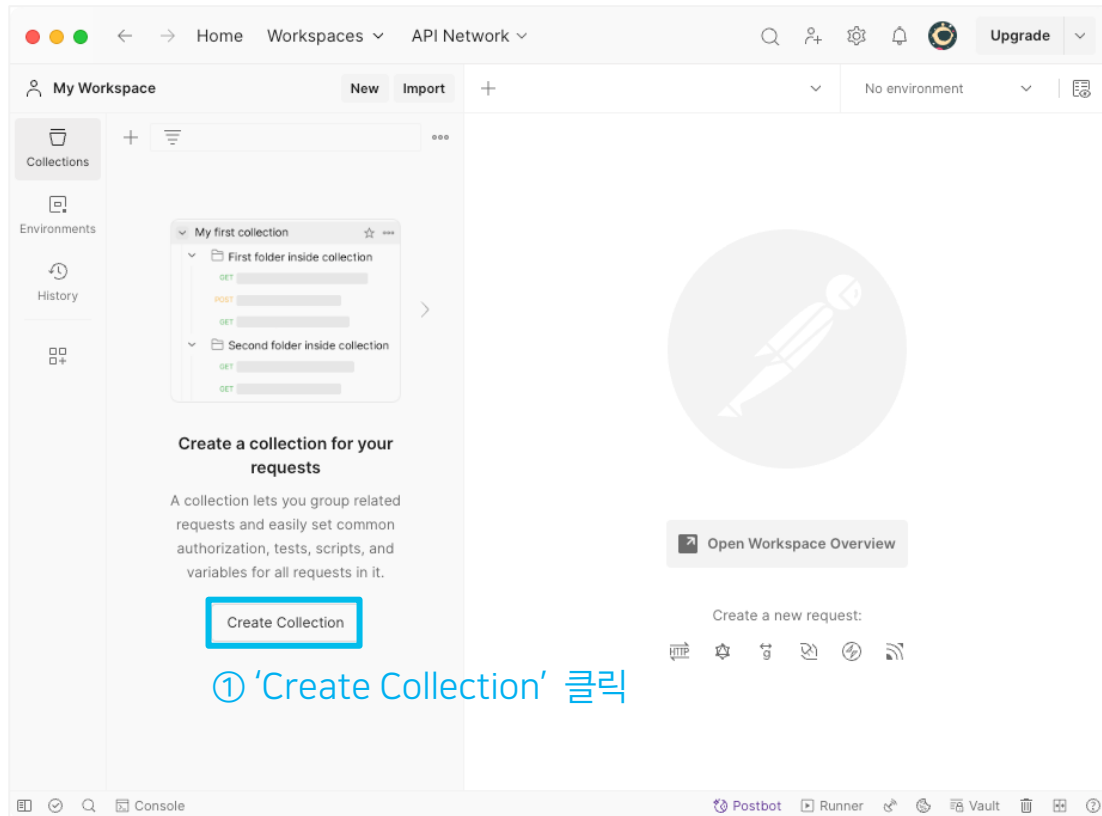 Home Workspaces API Network Upgrade
My Workspace New Import No environment
Collections
Environments
History
My first collection
First folder inside collection
GET
POST
GET
Second folder inside collection
GET
GET
Create a collection for your
requests
A collection lets you group related
requests and easily set common
authorization, tests, scripts, and
variables for all requests in it.
Create Collection
① ‘Create Collection’ 클릭
Open Workspace Overview
Create a new request:
HTTP
Console Postbot Runner Vault